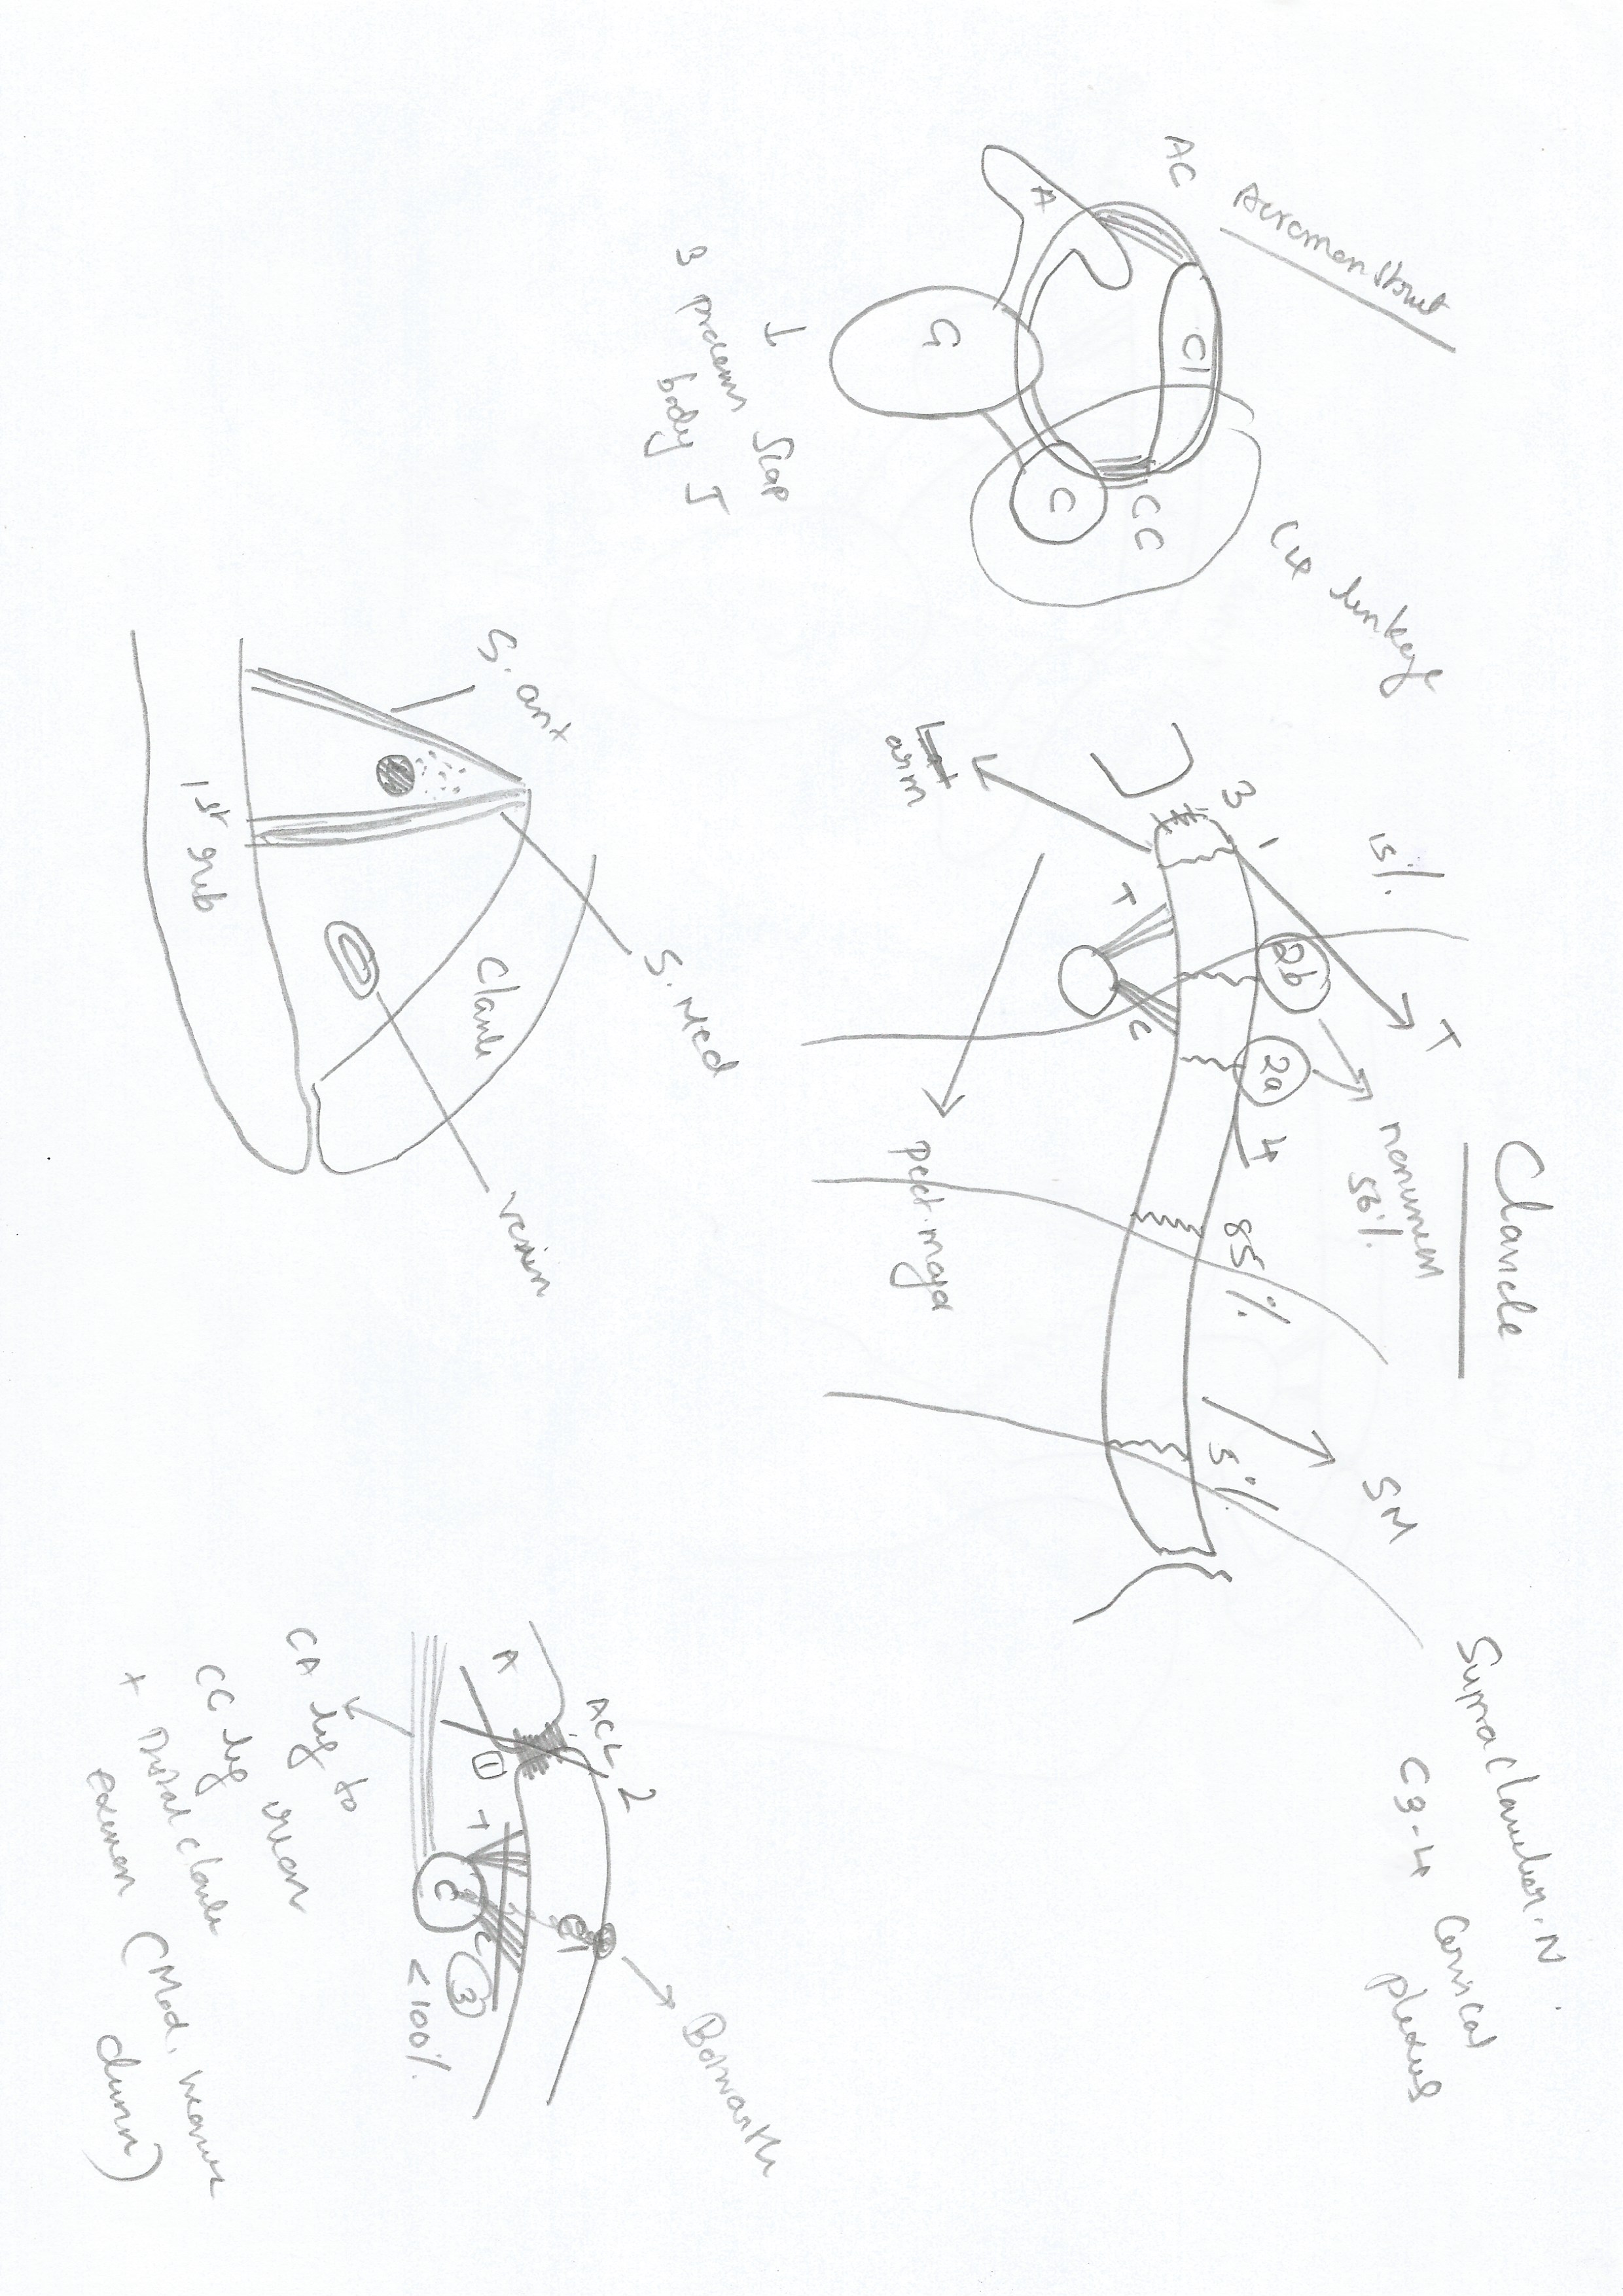 Clavicle
Supraclavicular. N.
C3-4 Cervical
plexus
Acromion strut
C4 linkage
15%.
T
nonunion
56%.
SM
2b
2a
4
1
3
85%
5%
AC
Cl
CC
C
A
G
T
C
arm
Pect. major
↓
3 process Scap
body J
S. Med
S. ant
vein
Clavicle
1st rib
Bosworth
ACL 2
Cl
A
1
T
C
3
C
<100%.
CA lig to
CC lig recon
+ Distal clavicle
excision (Mod. weaver
dunn)